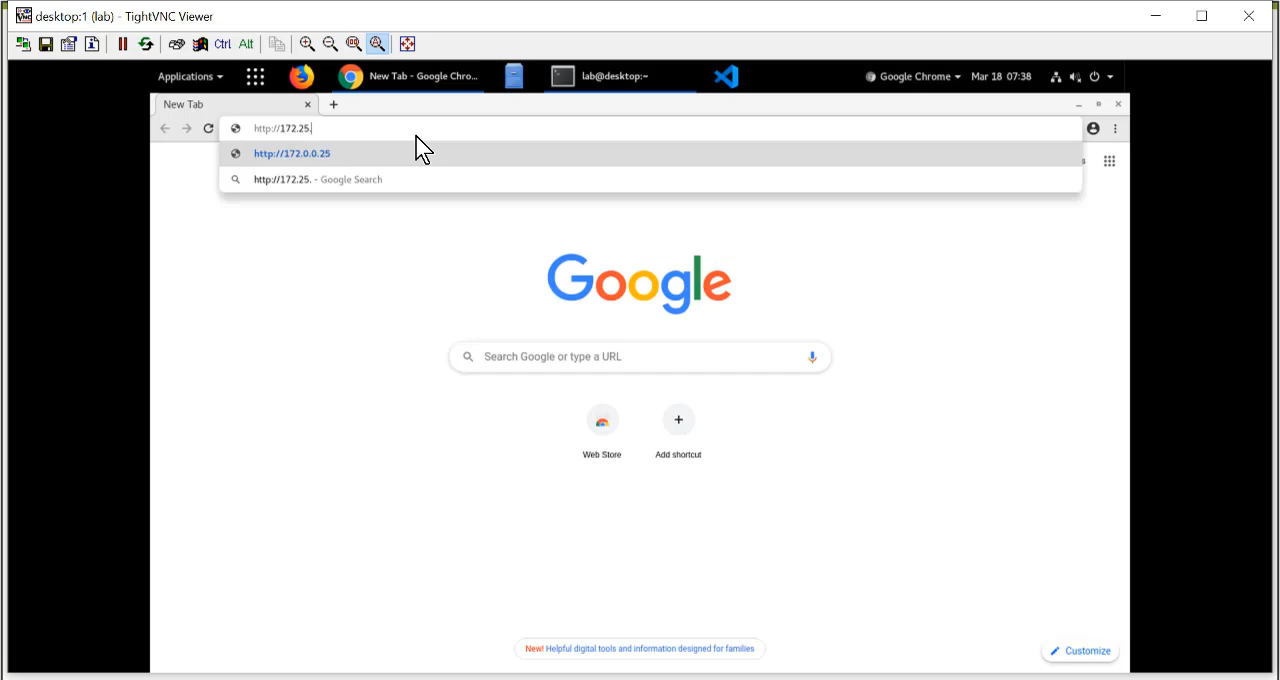 desktop:1 (lab) - TightVNC Viewer
Ctrl Alt
Applications New Tab - Google Chro... lab@desktop:~ Google Chrome Mar 18 07:38
New Tab
http://172.25.
http://172.0.0.25
http://172.25. - Google Search
Google
Search Google or type a URL
Web Store Add shortcut
New! Helpful digital tools and information designed for families
Customize